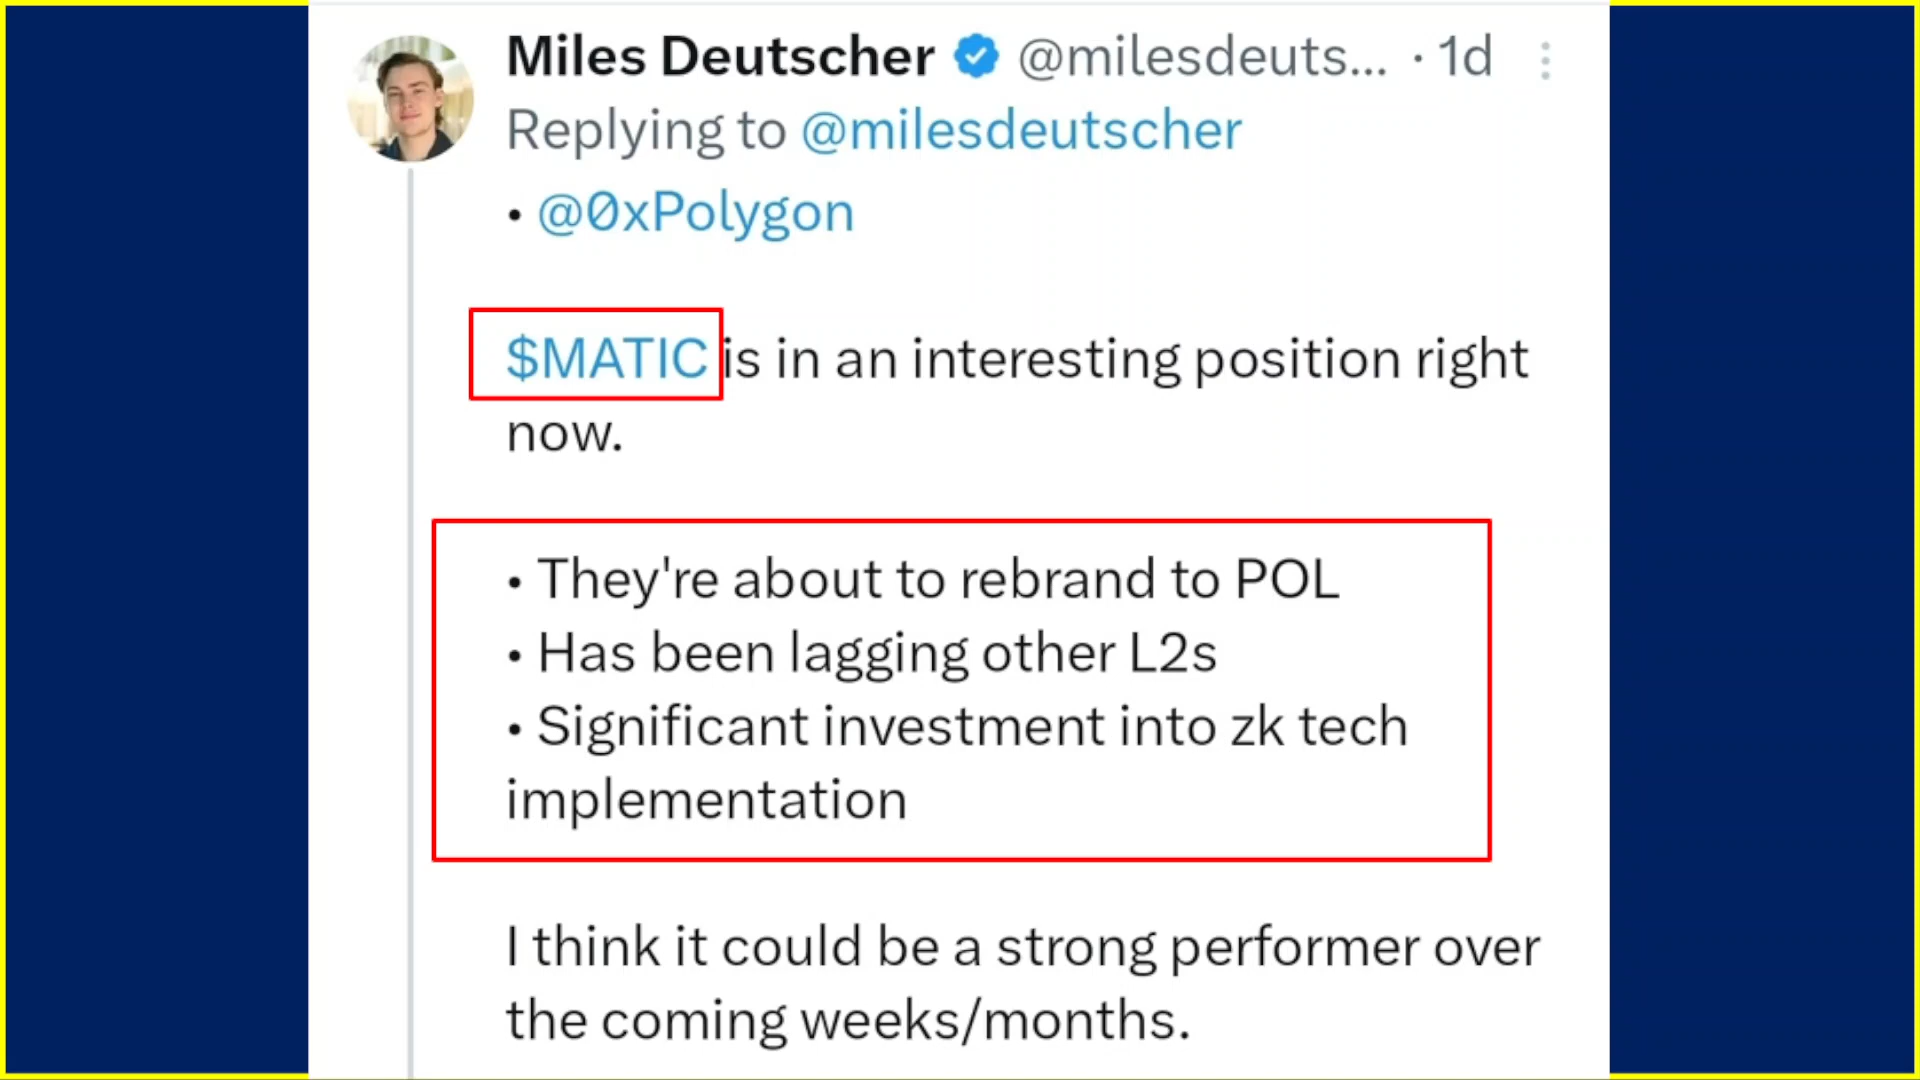 Miles Deutscher @milesdeuts... · 1d
Replying to @milesdeutscher
• @0xPolygon
$MATIC is in an interesting position right
now.
• They're about to rebrand to POL
• Has been lagging other L2s
• Significant investment into zk tech
implementation
I think it could be a strong performer over
the coming weeks/months.